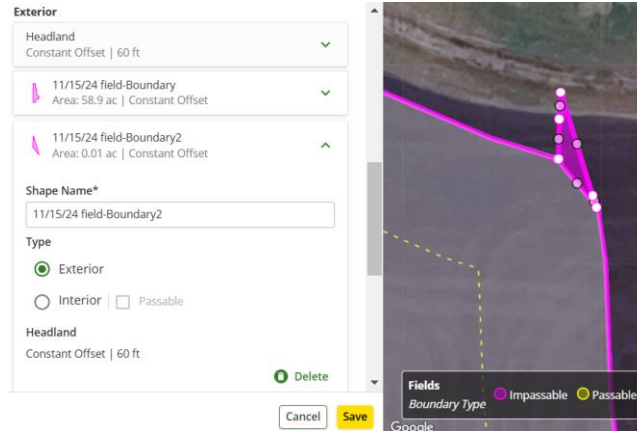 Exterior
Headland
Constant Offset | 60 ft
11/15/24 field-Boundary
Area: 58.9 ac | Constant Offset
11/15/24 field-Boundary2
Area: 0.01 ac | Constant Offset
Shape Name*
11/15/24 field-Boundary2
Type
Exterior
Interior
Passable
Headland
Constant Offset | 60 ft
Delete
Cancel
Save
Fields
Boundary Type
Impassable
Passable
Google